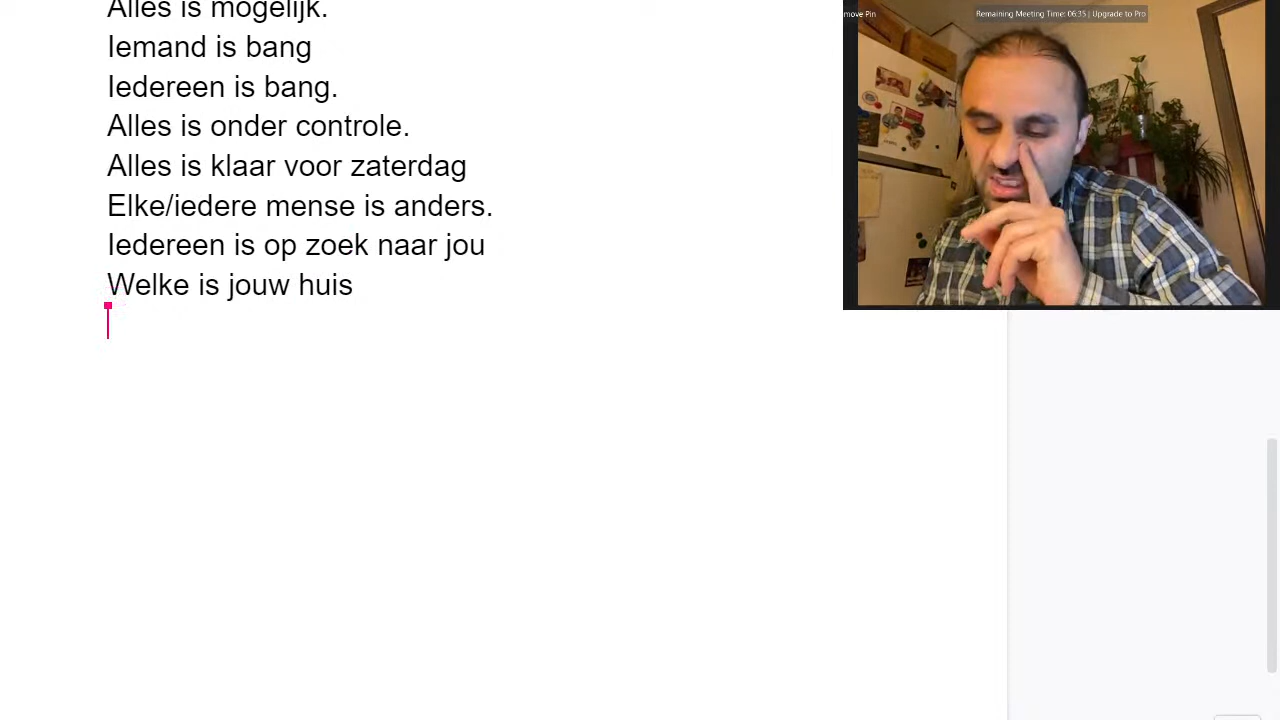 Alles is mogelijk.
Iemand is bang
Iedereen is bang.
Alles is onder controle.
Alles is klaar voor zaterdag
Elke/iedere mense is anders.
Iedereen is op zoek naar jou
Welke is jouw huis
move Pin
Remaining Meeting Time: 06:35 | Upgrade to Pro